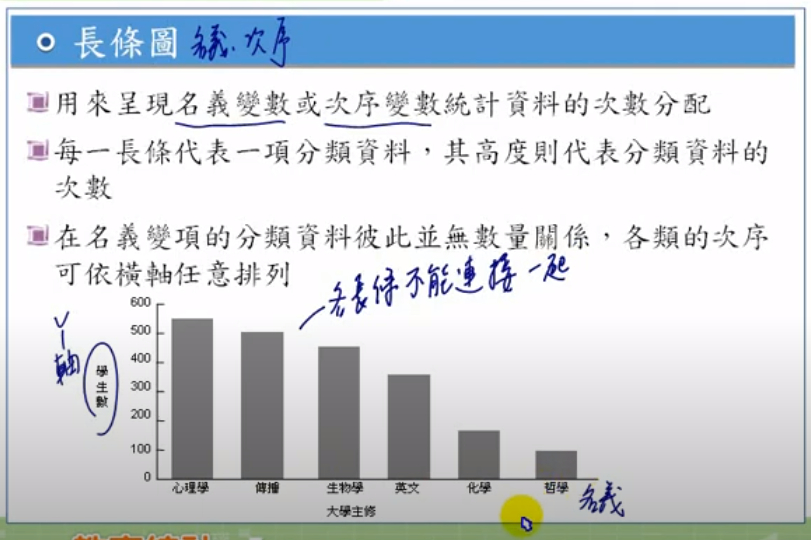 長條圖 名義、次序
用來呈現名義變數或次序變數統計資料的次數分配
每一長條代表一項分類資料，其高度則代表分類資料的
次數
在名義變項的分類資料彼此並無數量關係，各類的次序
可依橫軸任意排列
各長條不能連接一起
Y
軸
學生數
600
500
400
300
200
100
0
心理學 傳播 生物學 英文 化學 哲學
名義
大學主修